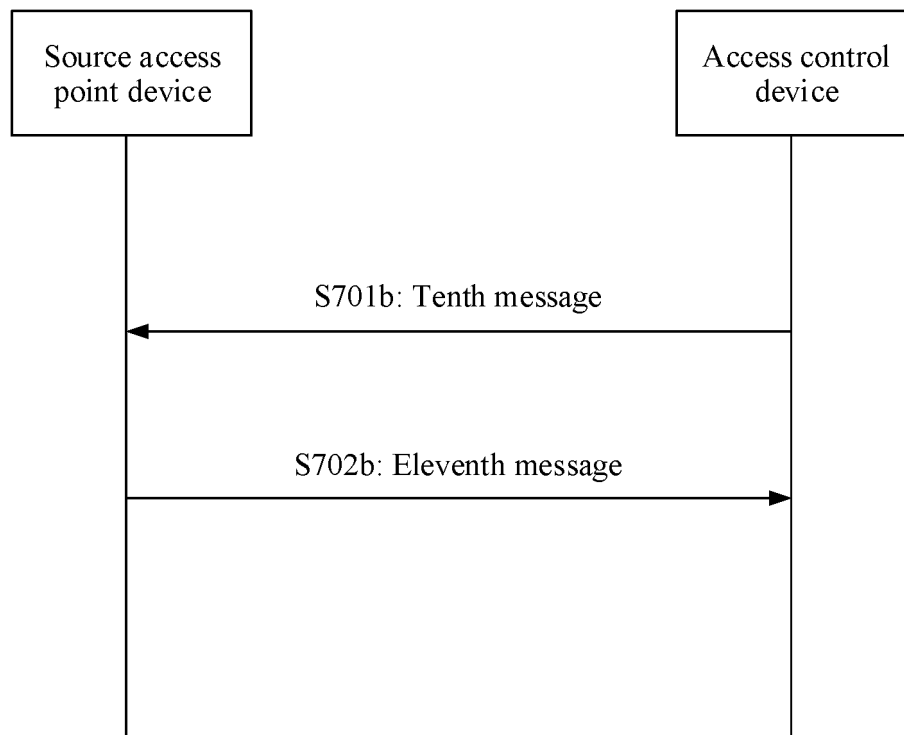 Source access
point device
Access control
device
S701b: Tenth message
S702b: Eleventh message